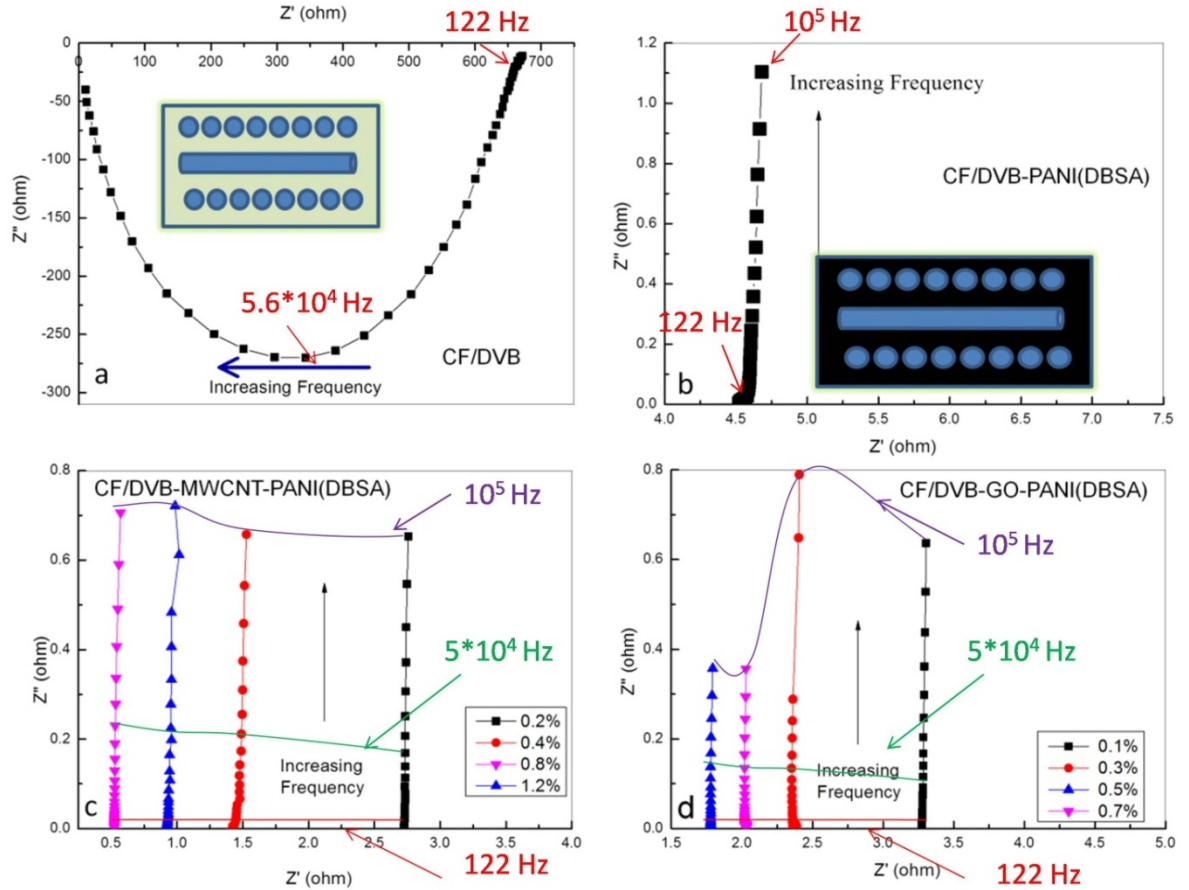 Z' (ohm)
122 Hz
0 100 200 300 400 500 600 700
0
-50
-100
-150
-200
-250
-300
Z'' (ohm)
5.6*10⁴ Hz
CF/DVB
a
Increasing Frequency
10⁵ Hz
1.2
1.0
0.8
0.6
0.4
0.2
0.0
Z'' (ohm)
Increasing Frequency
CF/DVB-PANI(DBSA)
122 Hz
b
4.0 4.5 5.0 5.5 6.0 6.5 7.0 7.5
Z' (ohm)
CF/DVB-MWCNT-PANI(DBSA)
10⁵ Hz
0.8
0.6
0.4
0.2
0.0
Z'' (ohm)
5*10⁴ Hz
0.2%
0.4%
0.8%
1.2%
Increasing
Frequency
c
0.5 1.0 1.5 2.0 2.5 3.0 3.5 4.0
Z' (ohm)
122 Hz
CF/DVB-GO-PANI(DBSA)
10⁵ Hz
0.8
0.6
0.4
0.2
0.0
Z'' (ohm)
5*10⁴ Hz
0.1%
0.3%
0.5%
0.7%
Increasing
Frequency
d
1.5 2.0 2.5 3.0 3.5 4.0 4.5 5.0
Z' (ohm)
122 Hz